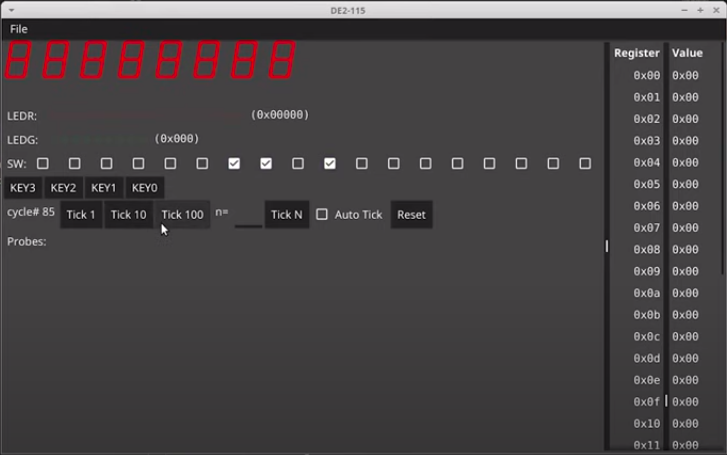 DE2-115
File
88888888
LEDR: (0x00000)
LEDG: (0x000)
SW:
KEY3 KEY2 KEY1 KEY0
cycle# 85 Tick 1 Tick 10 Tick 100 n= Tick N Auto Tick Reset
Probes:
Register Value
0x00 0x00
0x01 0x00
0x02 0x00
0x03 0x00
0x04 0x00
0x05 0x00
0x06 0x00
0x07 0x00
0x08 0x00
0x09 0x00
0x0a 0x00
0x0b 0x00
0x0c 0x00
0x0d 0x00
0x0e 0x00
0x0f 0x00
0x10 0x00
0x11 0x00